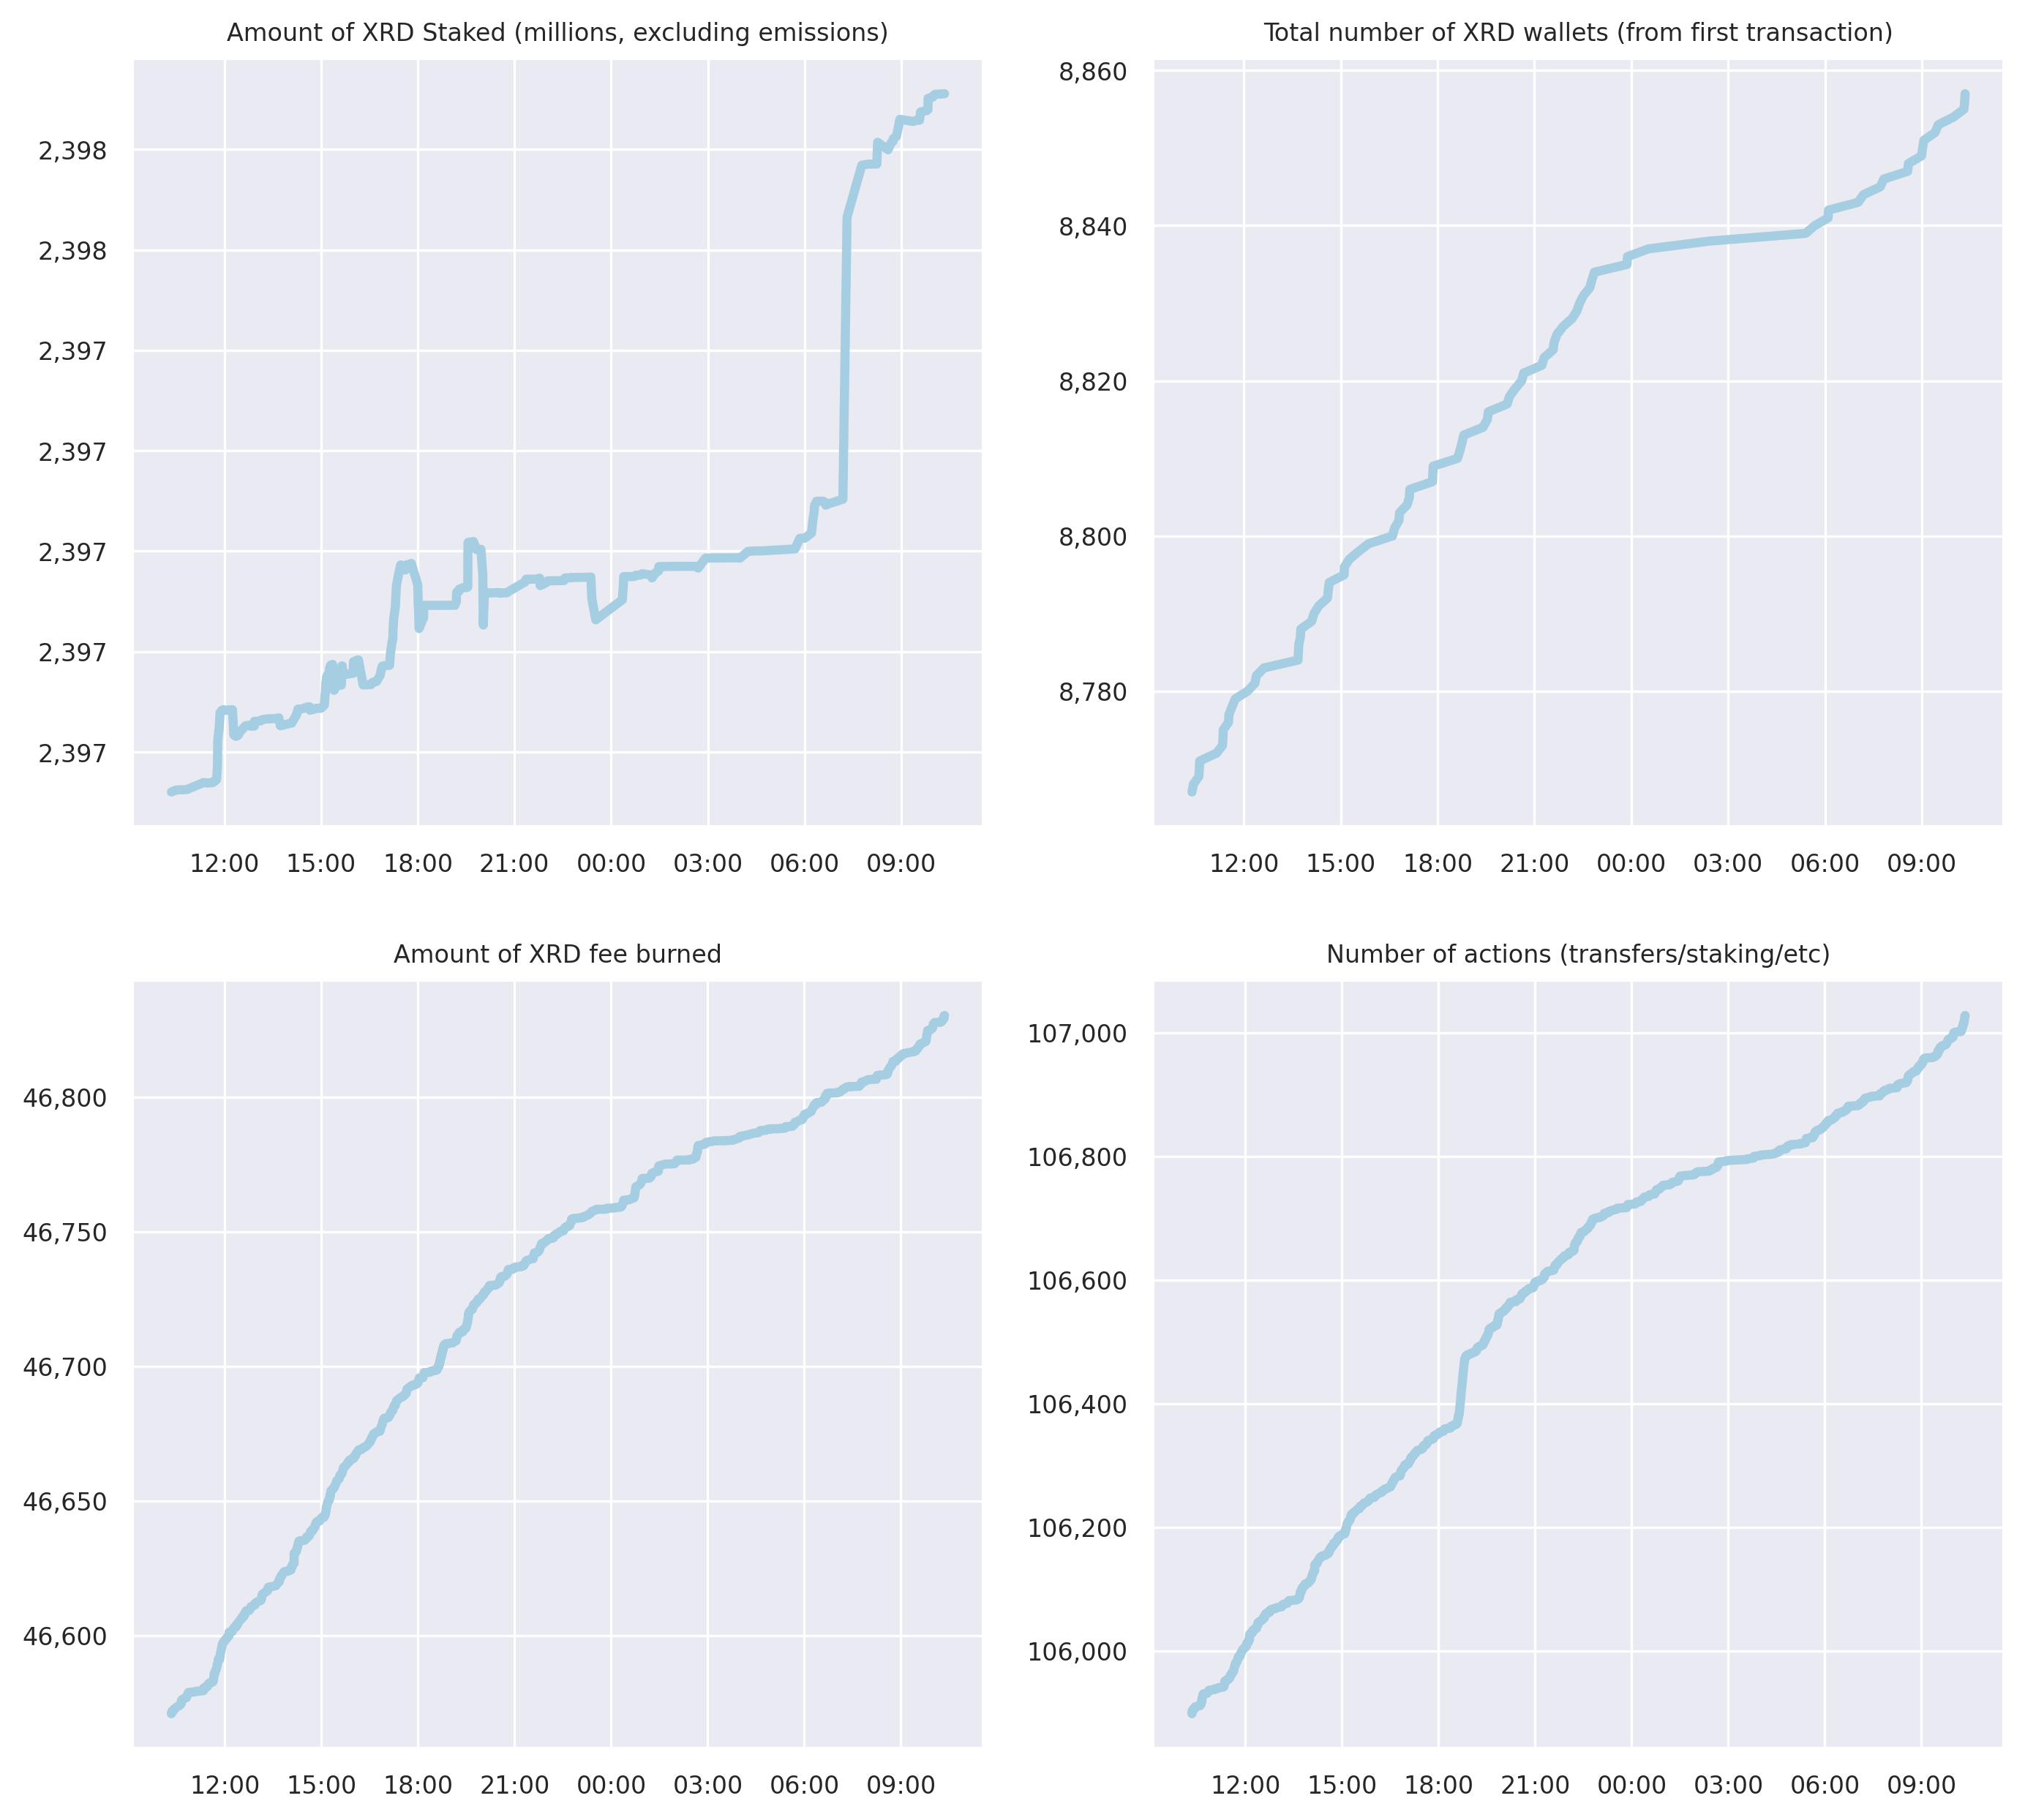 Amount of XRD Staked (millions, excluding emissions)
2,398
2,398
2,397
2,397
2,397
2,397
2,397
12:00 15:00 18:00 21:00 00:00 03:00 06:00 09:00
Total number of XRD wallets (from first transaction)
8,860
8,840
8,820
8,800
8,780
12:00 15:00 18:00 21:00 00:00 03:00 06:00 09:00
Amount of XRD fee burned
46,800
46,750
46,700
46,650
46,600
12:00 15:00 18:00 21:00 00:00 03:00 06:00 09:00
Number of actions (transfers/staking/etc)
107,000
106,800
106,600
106,400
106,200
106,000
12:00 15:00 18:00 21:00 00:00 03:00 06:00 09:00